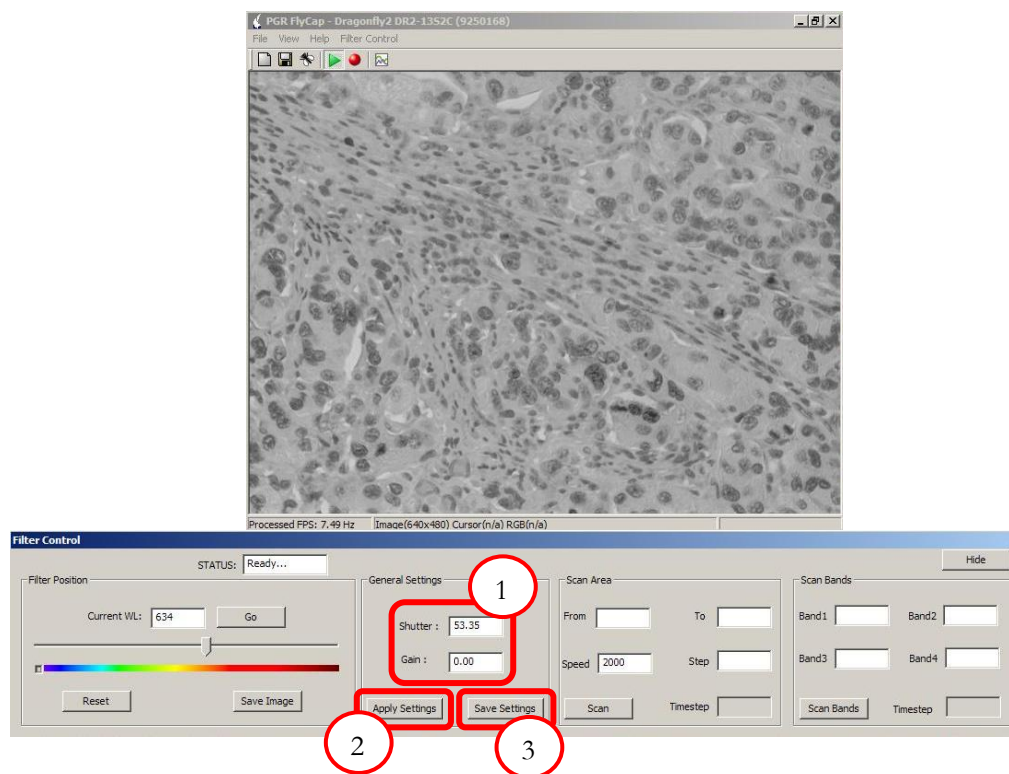 PGR FlyCap - Dragonfly2 DR2-13S2C (9250168)
File View Help Filter Control
Processed FPS: 7.49 Hz Image(640x480) Cursor(n/a) RGB(n/a)
Filter Control
STATUS: Ready... Hide
Filter Position
Current WL: 634 Go
Reset Save Image
General Settings
1
Shutter : 53.35
Gain : 0.00
Apply Settings Save Settings
2 3
Scan Area
From To
Speed 2000 Step
Scan Timestep
Scan Bands
Band1 Band2
Band3 Band4
Scan Bands Timestep